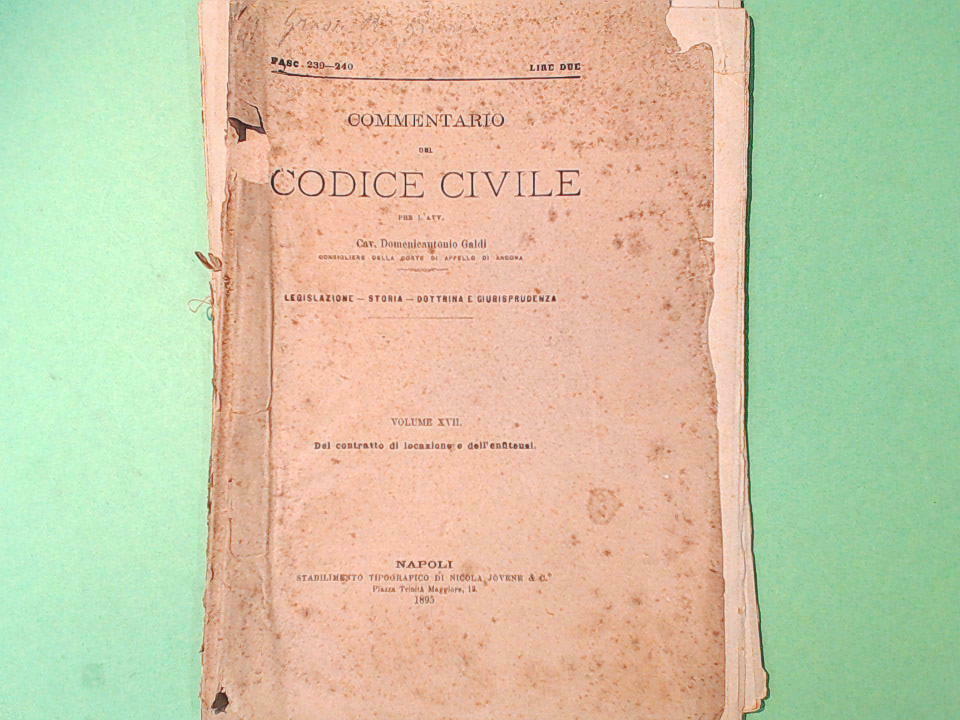 FASC. 239—240 LIRE DUE
COMMENTARIO
DEL
CODICE CIVILE
PER L'AVV.
Cav. Domenicantonio Galdi
CONSIGLIERE DELLA CORTE DI APPELLO DI ANCONA
LEGISLAZIONE — STORIA — DOTTRINA E GIURISPRUDENZA
VOLUME XVII.
Del contratto di locazione e dell'enfiteusi.
NAPOLI
STABILIMENTO TIPOGRAFICO DI NICOLA JOVENE & C.º
Piazza Trinità Maggiore, 13.
1895